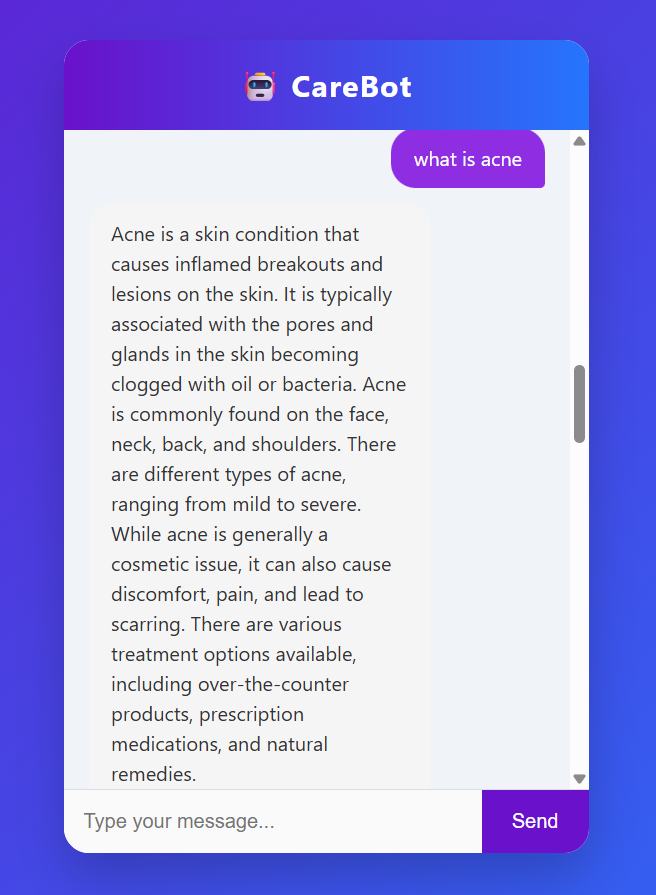 CareBot
what is acne
Acne is a skin condition that
causes inflamed breakouts and
lesions on the skin. It is typically
associated with the pores and
glands in the skin becoming
clogged with oil or bacteria. Acne
is commonly found on the face,
neck, back, and shoulders. There
are different types of acne,
ranging from mild to severe.
While acne is generally a
cosmetic issue, it can also cause
discomfort, pain, and lead to
scarring. There are various
treatment options available,
including over-the-counter
products, prescription
medications, and natural
remedies.
Type your message...
Send